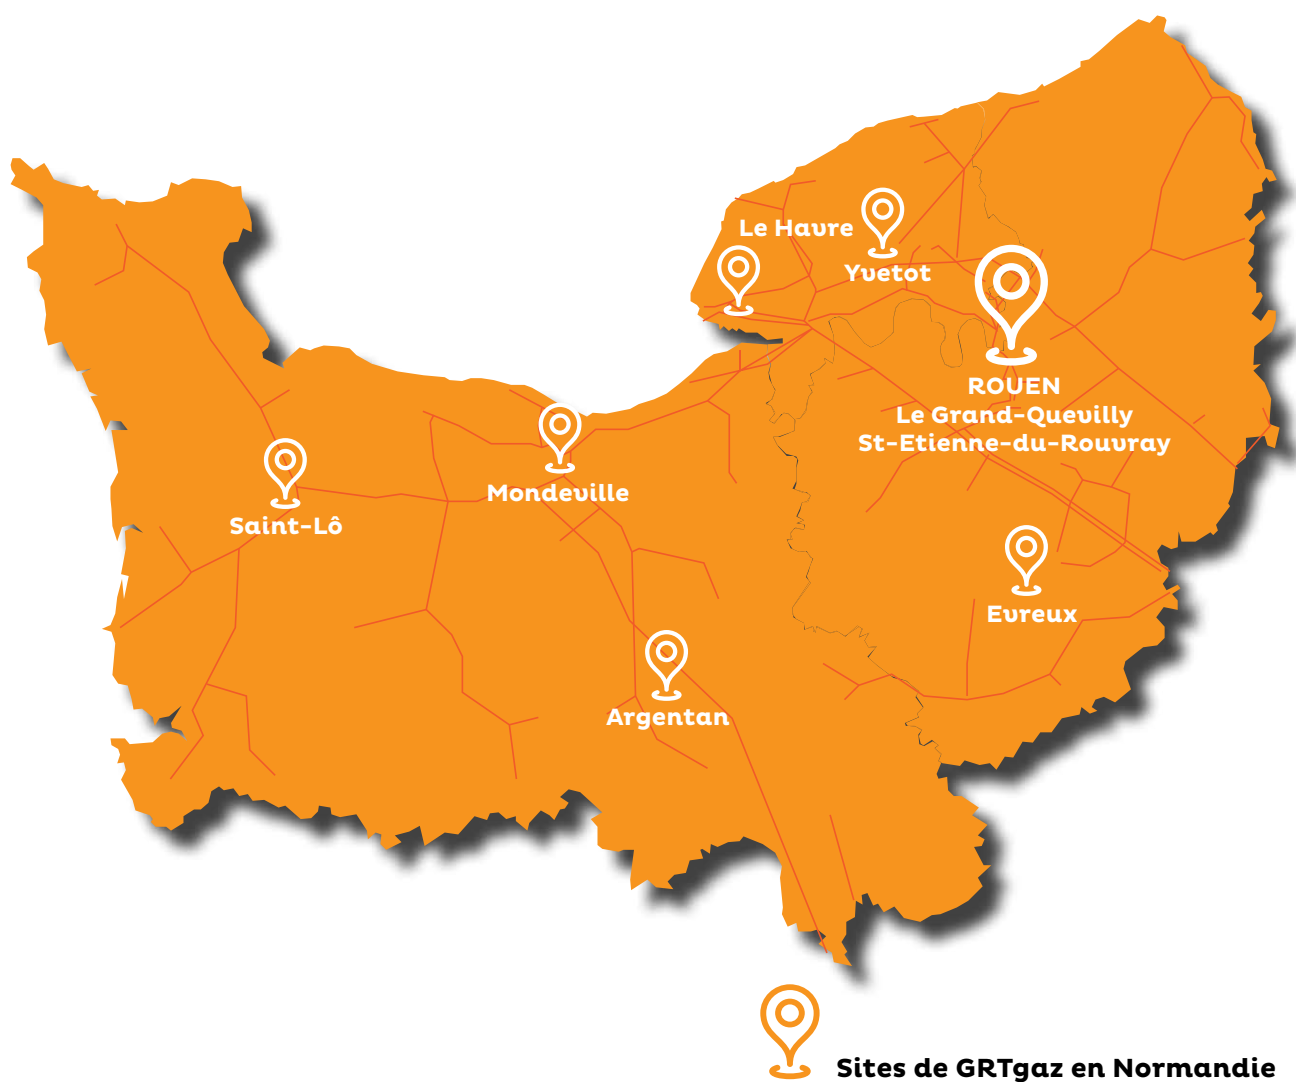 Le Havre
Yvetot
ROUEN
Le Grand-Quevilly
St-Etienne-du-Rouvray
Mondeville
Saint-Lô
Evreux
Argentan
Sites de GRTgaz en Normandie